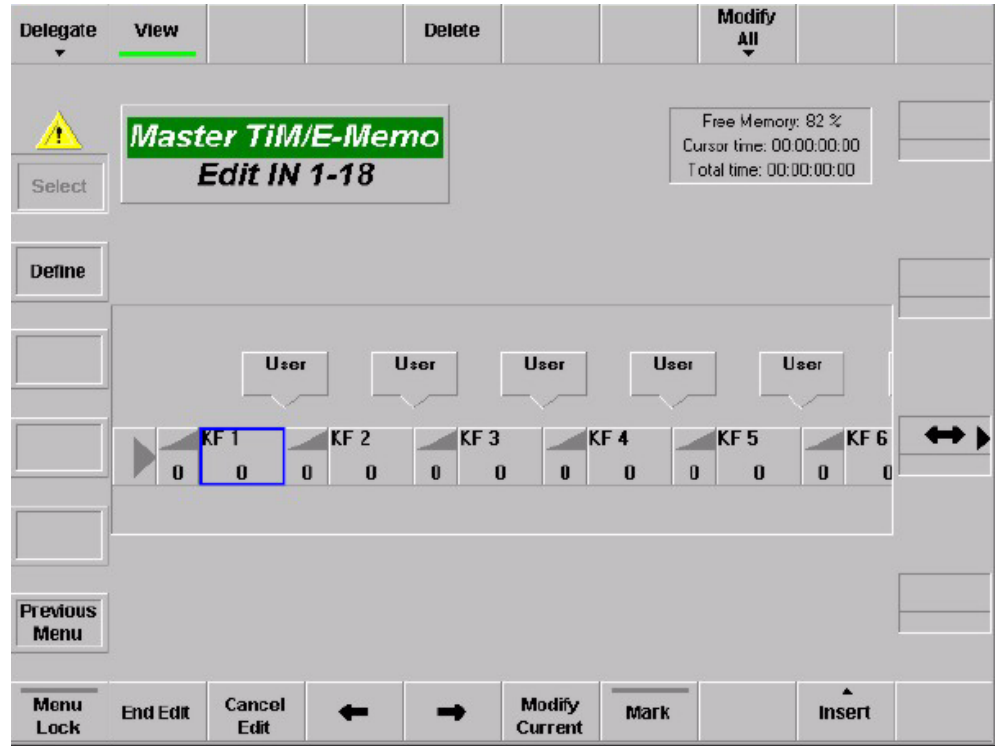 Delegate View Delete Modify All
Master TiM/E-Memo
Edit IN 1-18
Free Memory: 82 %
Cursor time: 00:00:00:00
Total time: 00:00:00:00
Select
Define
User User User User User
KF 1 KF 2 KF 3 KF 4 KF 5 KF 6
0 0 0 0 0 0 0 0 0 0 0 0
Previous Menu
Menu Lock End Edit Cancel Edit Modify Current Mark Insert